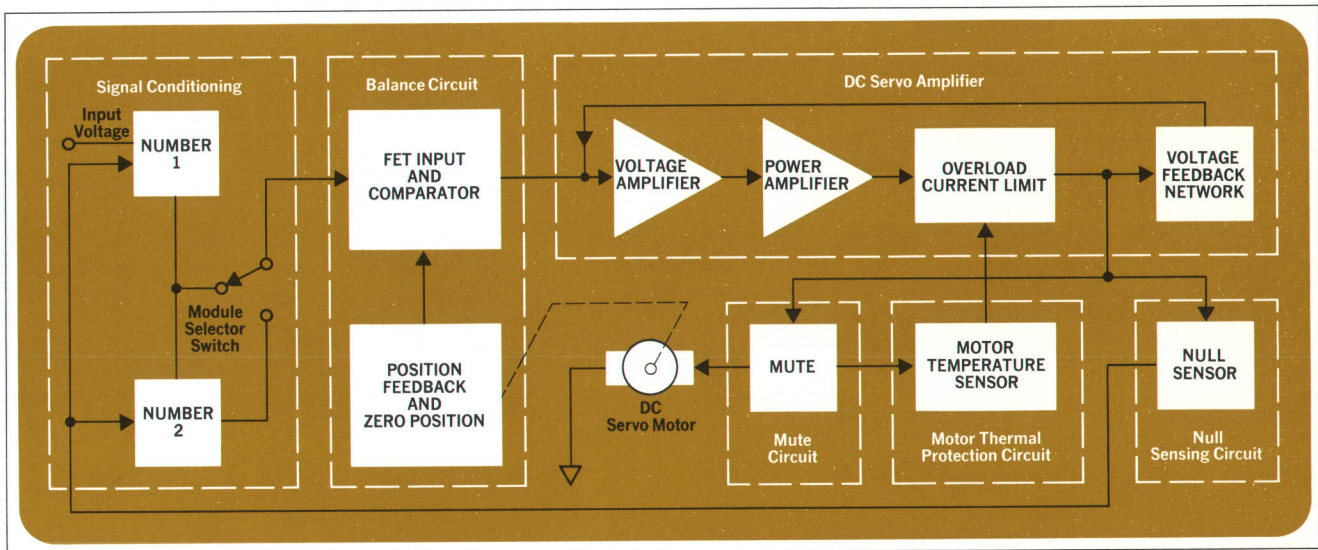 Signal Conditioning
Input
Voltage
NUMBER
1
Module
Selector
Switch
NUMBER
2
Balance Circuit
FET INPUT
AND
COMPARATOR
POSITION
FEEDBACK
AND
ZERO POSITION
DC Servo Amplifier
VOLTAGE
AMPLIFIER
POWER
AMPLIFIER
OVERLOAD
CURRENT LIMIT
VOLTAGE
FEEDBACK
NETWORK
DC
Servo Motor
MUTE
Mute
Circuit
MOTOR
TEMPERATURE
SENSOR
Motor Thermal
Protection Circuit
NULL
SENSOR
Null
Sensing Circuit